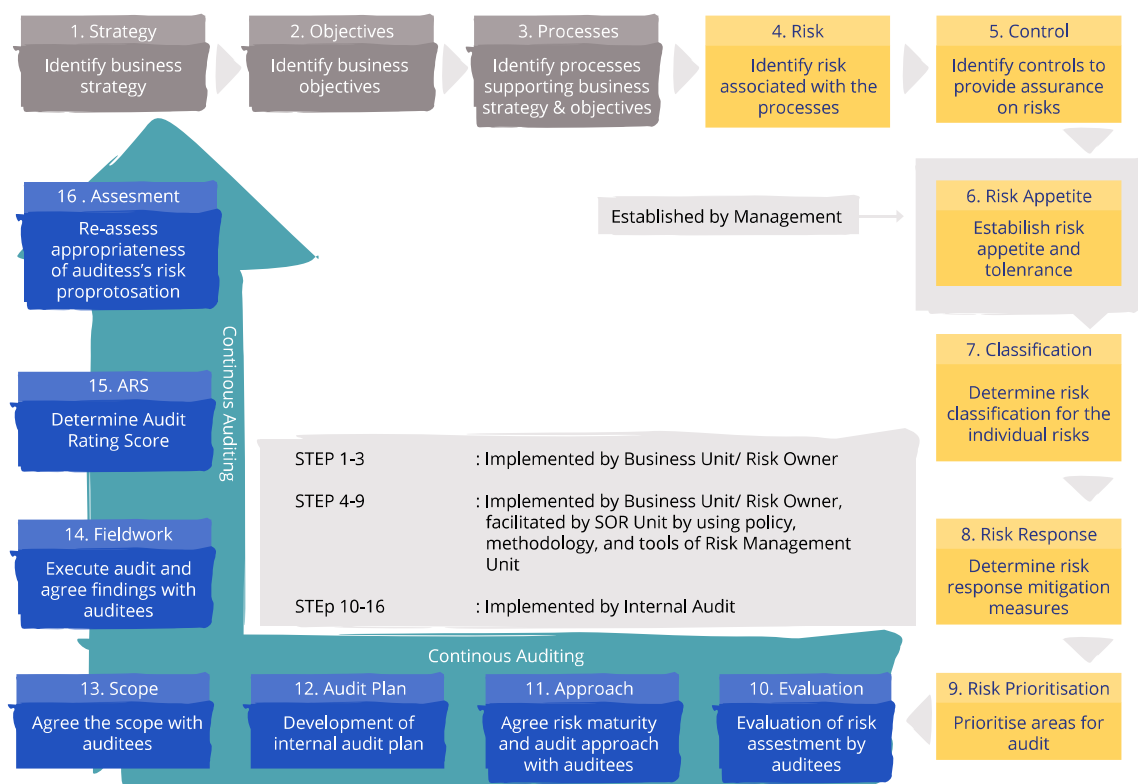 1. Strategy
Identify business
strategy
2. Objectives
Identify business
objectives
3. Processes
Identify processes
supporting business
strategy & objectives
4. Risk
Identify risk
associated with the
processes
5. Control
Identify controls to
provide assurance
on risks
Established by Management
6. Risk Appetite
Estabilish risk
appetite and
tolenrance
7. Classification
Determine risk
classification for the
individual risks
8. Risk Response
Determine risk
response mitigation
measures
9. Risk Prioritisation
Prioritise areas for
audit
10. Evaluation
Evaluation of risk
assestment by
auditees
11. Approach
Agree risk maturity
and audit approach
with auditees
12. Audit Plan
Development of
internal audit plan
13. Scope
Agree the scope with
auditees
14. Fieldwork
Execute audit and
agree findings with
auditees
15. ARS
Determine Audit
Rating Score
16 . Assesment
Re-assess
appropriateness
of auditess's risk
proprotosation
Continous Auditing
Continous Auditing
STEP 1-3 : Implemented by Business Unit/ Risk Owner
STEP 4-9 : Implemented by Business Unit/ Risk Owner,
facilitated by SOR Unit by using policy,
methodology, and tools of Risk Management
Unit
STEp 10-16 : Implemented by Internal Audit